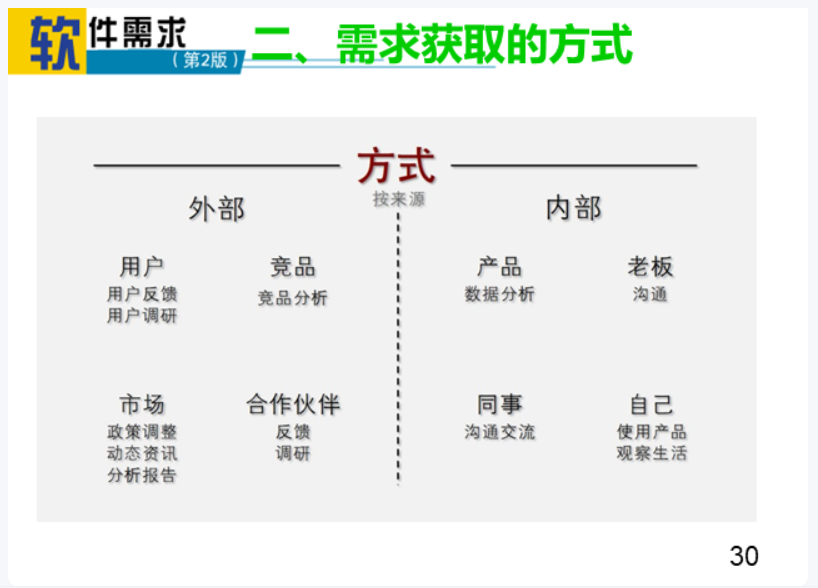 软件需求
（第2版）
二、需求获取的方式
方式
按来源
外部
内部
用户
用户反馈
用户调研
竞品
竞品分析
产品
数据分析
老板
沟通
市场
政策调整
动态资讯
分析报告
合作伙伴
反馈
调研
同事
沟通交流
自己
使用产品
观察生活
30